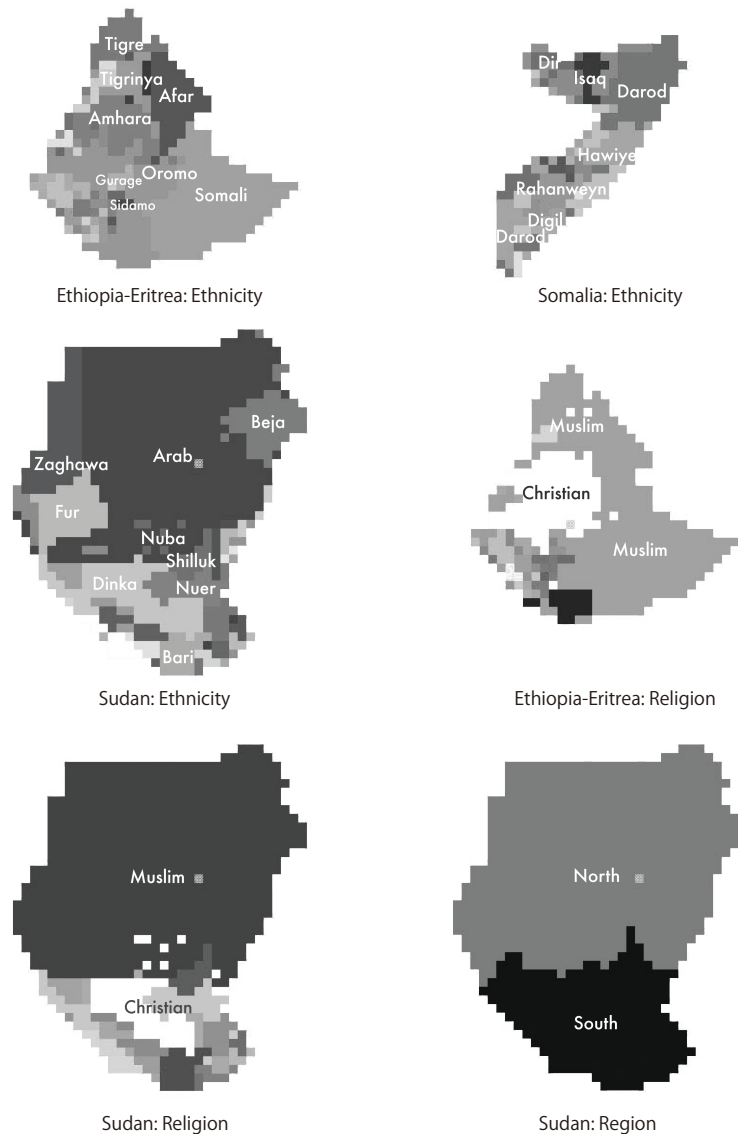 Tigre
Tigrinya
Afar
Amhara
Oromo
Gurage
Sidamo
Somali
Ethiopia-Eritrea: Ethnicity
Dir
Isaq
Darod
Hawiye
Rahanweyn
Digil
Darod
Somalia: Ethnicity
Beja
Arab
Zaghawa
Fur
Nuba
Shilluk
Dinka
Nuer
Bari
Sudan: Ethnicity
Muslim
Christian
Muslim
Ethiopia-Eritrea: Religion
Muslim
Christian
Sudan: Religion
North
South
Sudan: Region